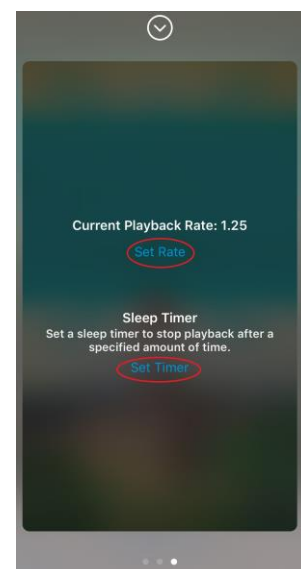 Current Playback Rate: 1.25
Set Rate
Sleep Timer
Set a sleep timer to stop playback after a
specified amount of time.
Set Timer